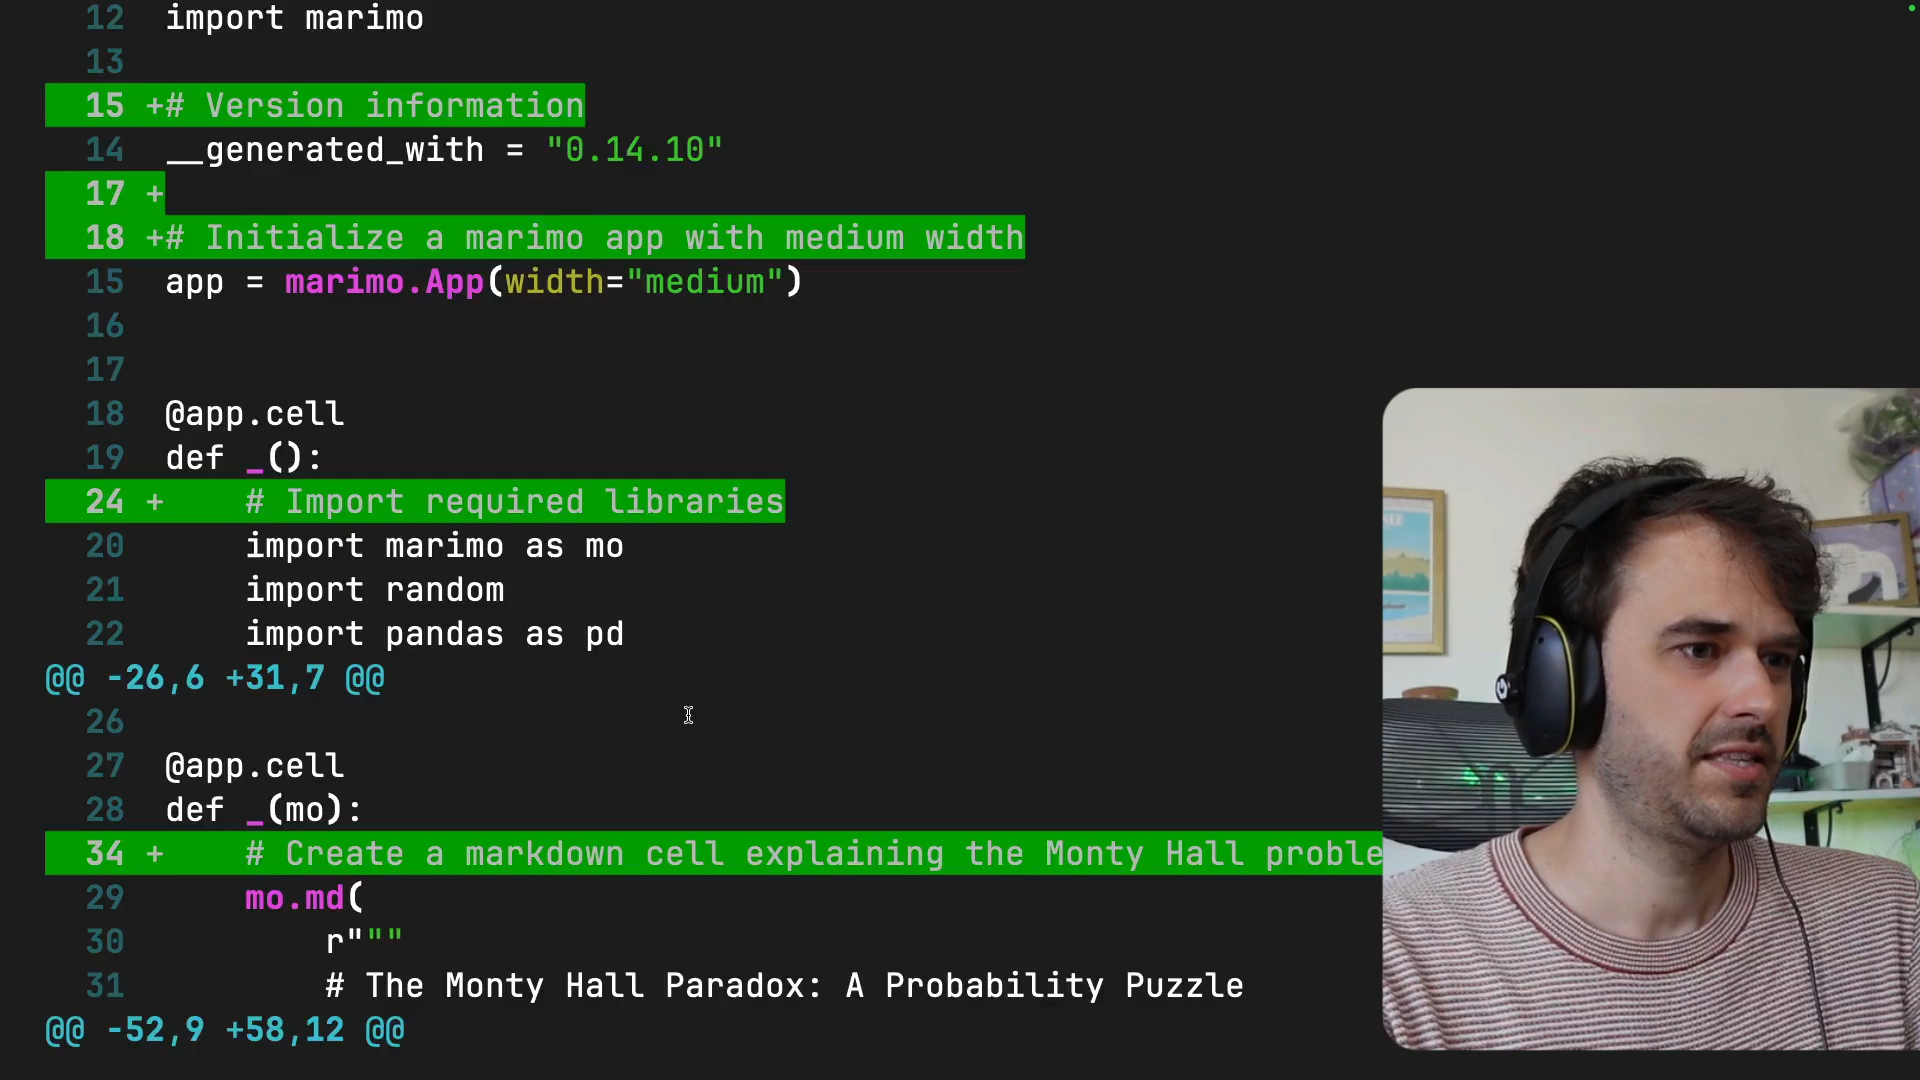 12 import marimo
13
15 +# Version information
14 __generated_with = "0.14.10"
17 +
18 +# Initialize a marimo app with medium width
15 app = marimo.App(width="medium")
16
17
18 @app.cell
19 def _():
24 + # Import required libraries
20 import marimo as mo
21 import random
22 import pandas as pd
@@ -26,6 +31,7 @@
26
27 @app.cell
28 def _(mo):
34 + # Create a markdown cell explaining the Monty Hall proble
29 mo.md(
30 r"""
31 # The Monty Hall Paradox: A Probability Puzzle
@@ -52,9 +58,12 @@